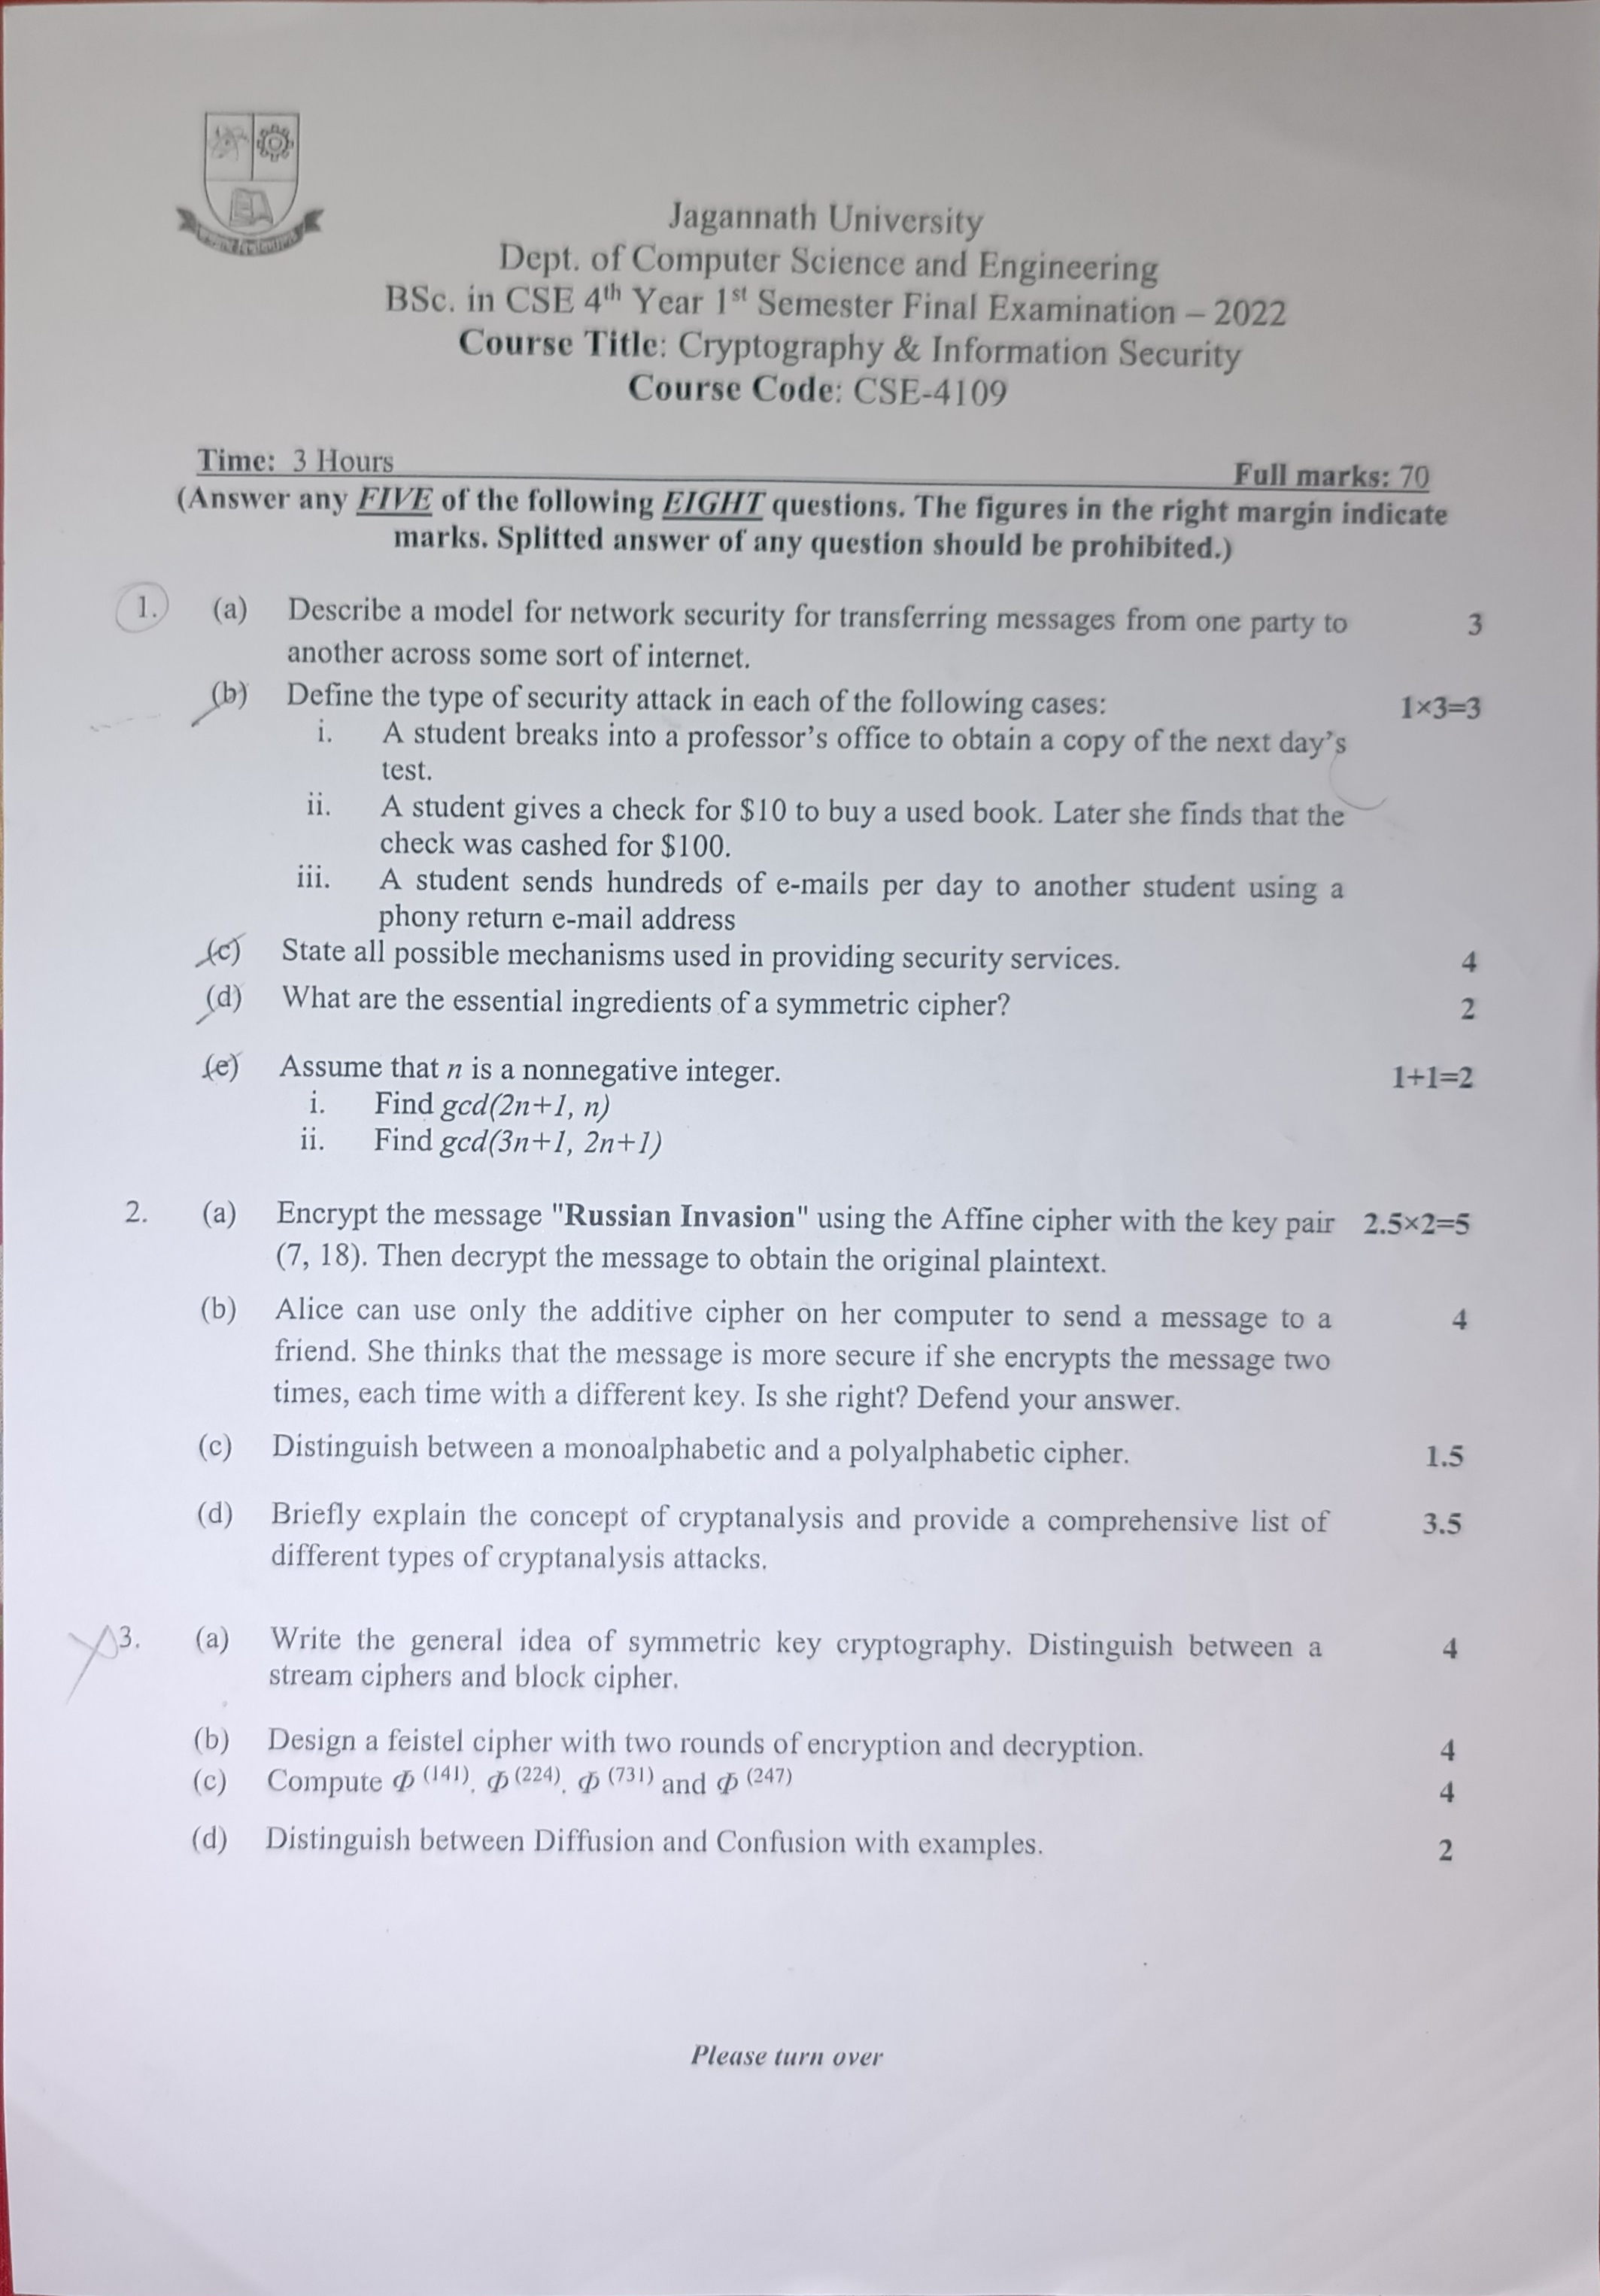 Jagannath University
Dept. of Computer Science and Engineering
BSc. in CSE 4th Year 1st Semester Final Examination – 2022
Course Title: Cryptography & Information Security
Course Code: CSE-4109
Time: 3 Hours Full marks: 70
(Answer any FIVE of the following EIGHT questions. The figures in the right margin indicate
marks. Splitted answer of any question should be prohibited.)
1. (a) Describe a model for network security for transferring messages from one party to 3
another across some sort of internet.
(b) Define the type of security attack in each of the following cases: 1×3=3
i. A student breaks into a professor's office to obtain a copy of the next day's
test.
ii. A student gives a check for $10 to buy a used book. Later she finds that the
check was cashed for $100.
iii. A student sends hundreds of e-mails per day to another student using a
phony return e-mail address
(c) State all possible mechanisms used in providing security services. 4
(d) What are the essential ingredients of a symmetric cipher? 2
(e) Assume that n is a nonnegative integer. 1+1=2
i. Find gcd(2n+1, n)
ii. Find gcd(3n+1, 2n+1)
2. (a) Encrypt the message "Russian Invasion" using the Affine cipher with the key pair 2.5×2=5
(7, 18). Then decrypt the message to obtain the original plaintext.
(b) Alice can use only the additive cipher on her computer to send a message to a 4
friend. She thinks that the message is more secure if she encrypts the message two
times, each time with a different key. Is she right? Defend your answer.
(c) Distinguish between a monoalphabetic and a polyalphabetic cipher. 1.5
(d) Briefly explain the concept of cryptanalysis and provide a comprehensive list of 3.5
different types of cryptanalysis attacks.
3. (a) Write the general idea of symmetric key cryptography. Distinguish between a 4
stream ciphers and block cipher.
(b) Design a feistel cipher with two rounds of encryption and decryption. 4
(c) Compute Φ (141), Φ (224), Φ (731) and Φ (247) 4
(d) Distinguish between Diffusion and Confusion with examples. 2
Please turn over